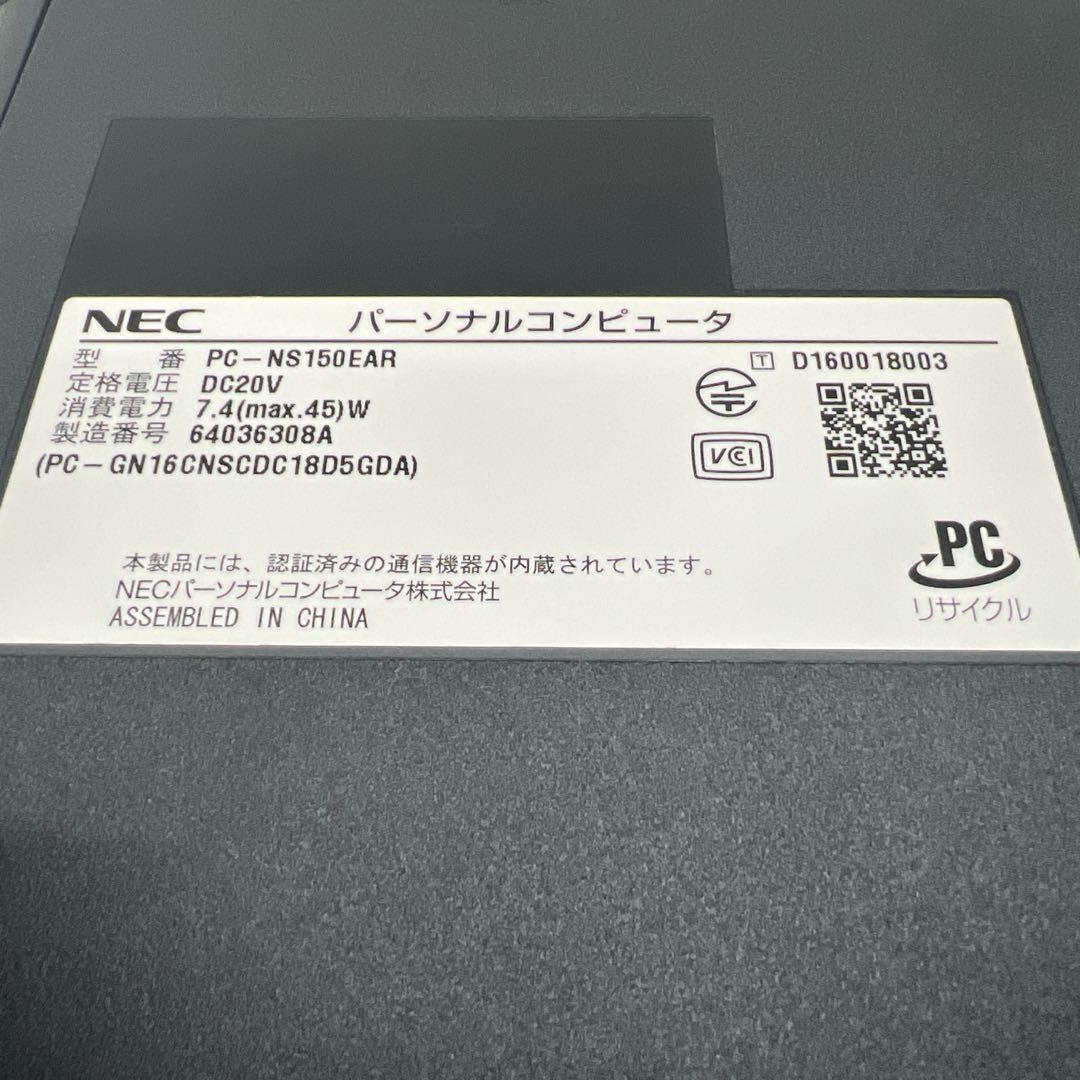 NEC パーソナルコンピュータ
型 番 PC-NS150EAR
定格電圧 DC20V
消費電力 7.4(max.45)W
製造番号 64036308A
(PC-GN16CNSCDC18D5GDA)
T D160018003
VCI
本製品には、認証済みの通信機器が内蔵されています。
NECパーソナルコンピュータ株式会社
ASSEMBLED IN CHINA
PC
リサイクル